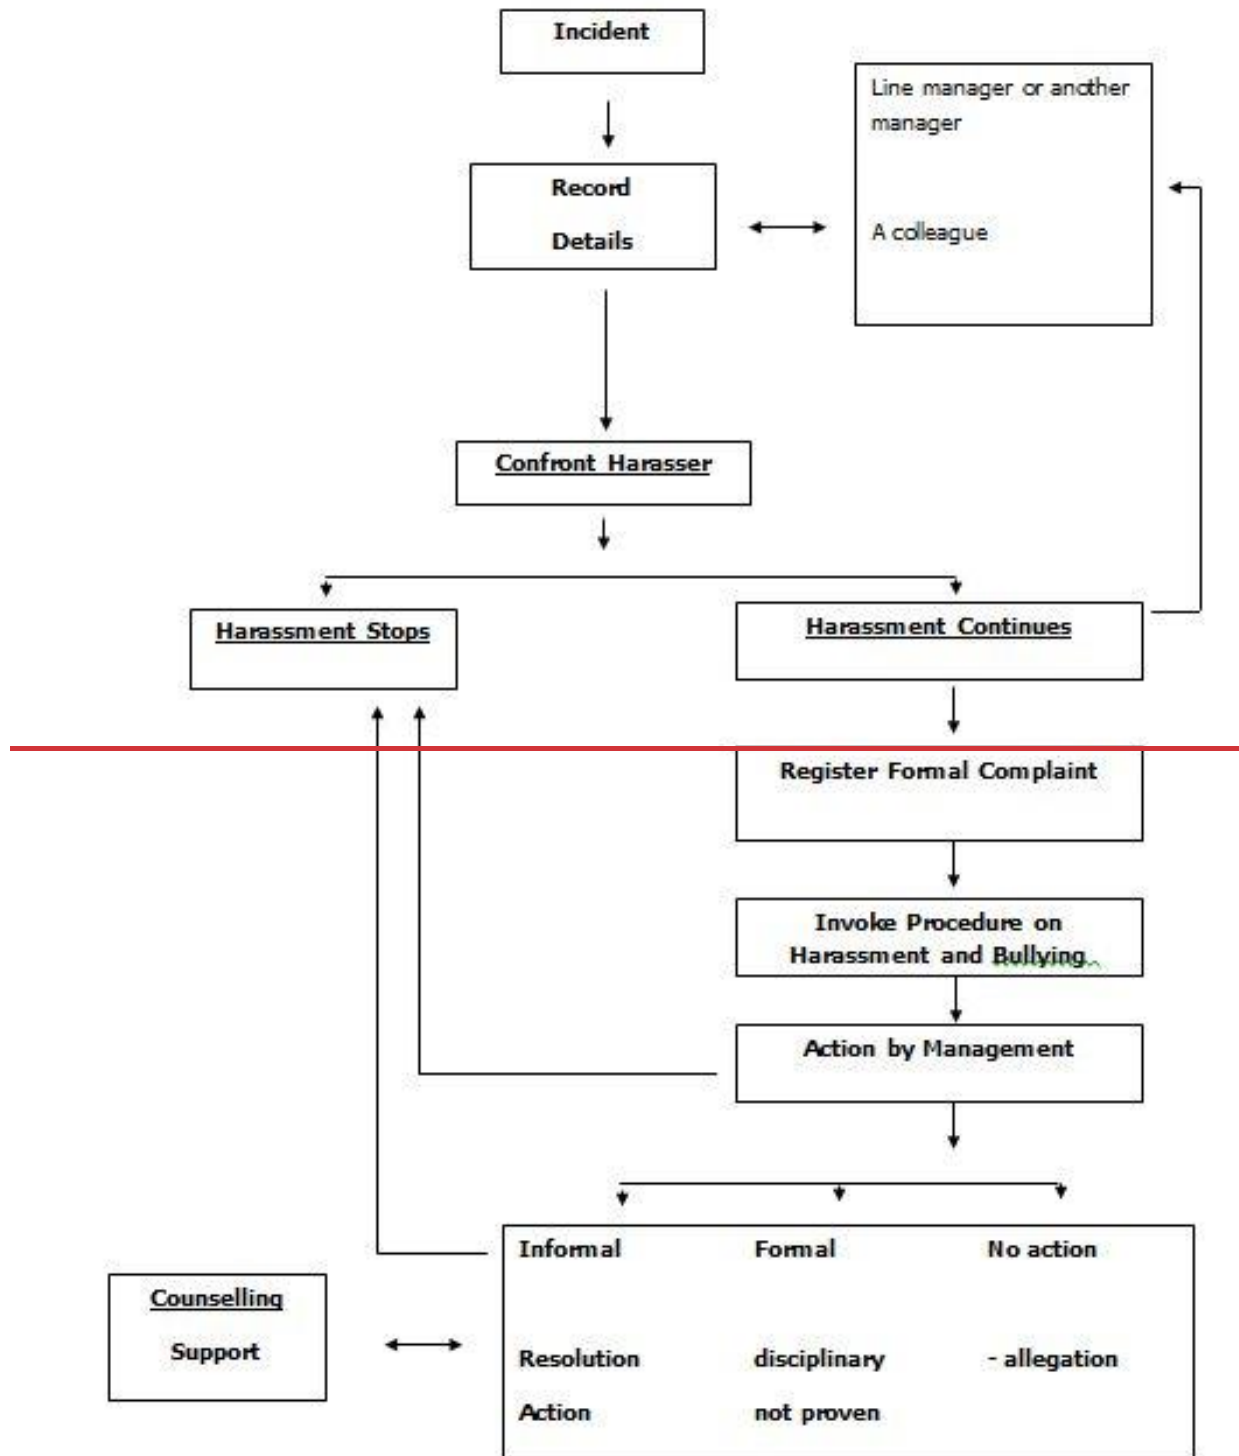 Incident
Line manager or another
manager
A colleague
Record
Details
Confront Harasser
Harassment Stops
Harassment Continues
Register Formal Complaint
Invoke Procedure on
Harassment and Bullying
Action by Management
Informal Formal No action
Resolution disciplinary - allegation
Action not proven
Counselling
Support